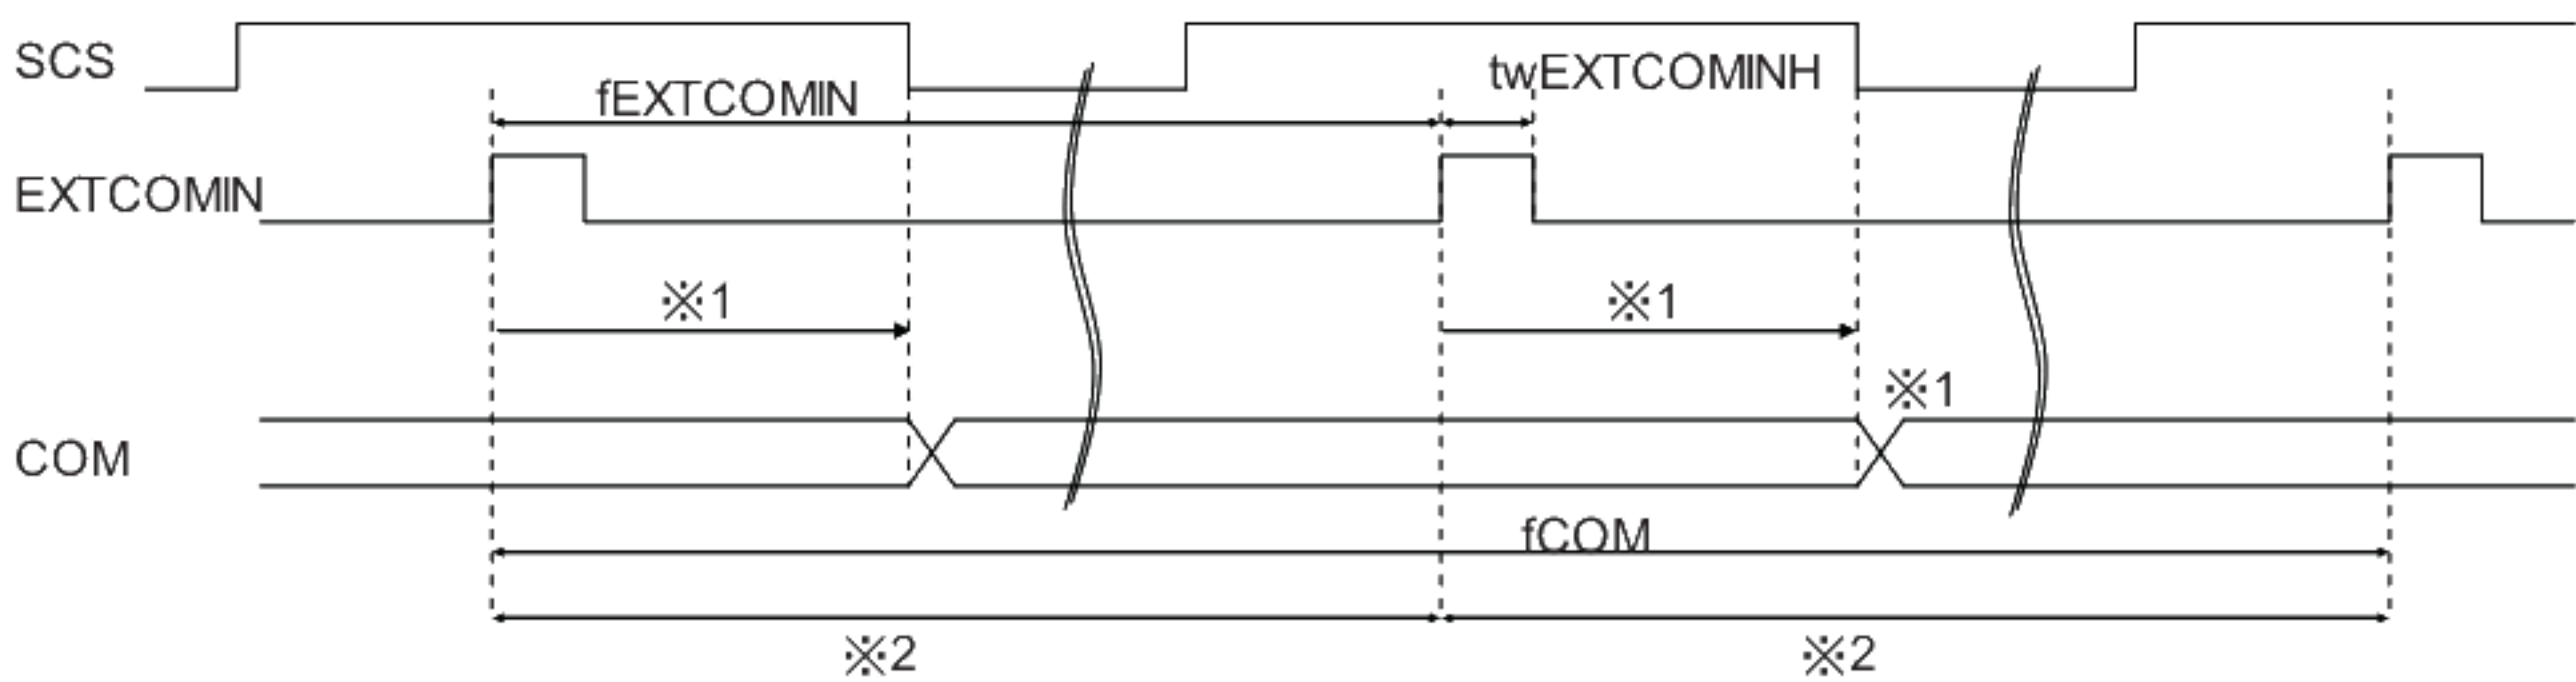 SCS
fEXTCOMIN
twEXTCOMINH
EXTCOMIN
※1
※1
※1
COM
fCOM
※2
※2